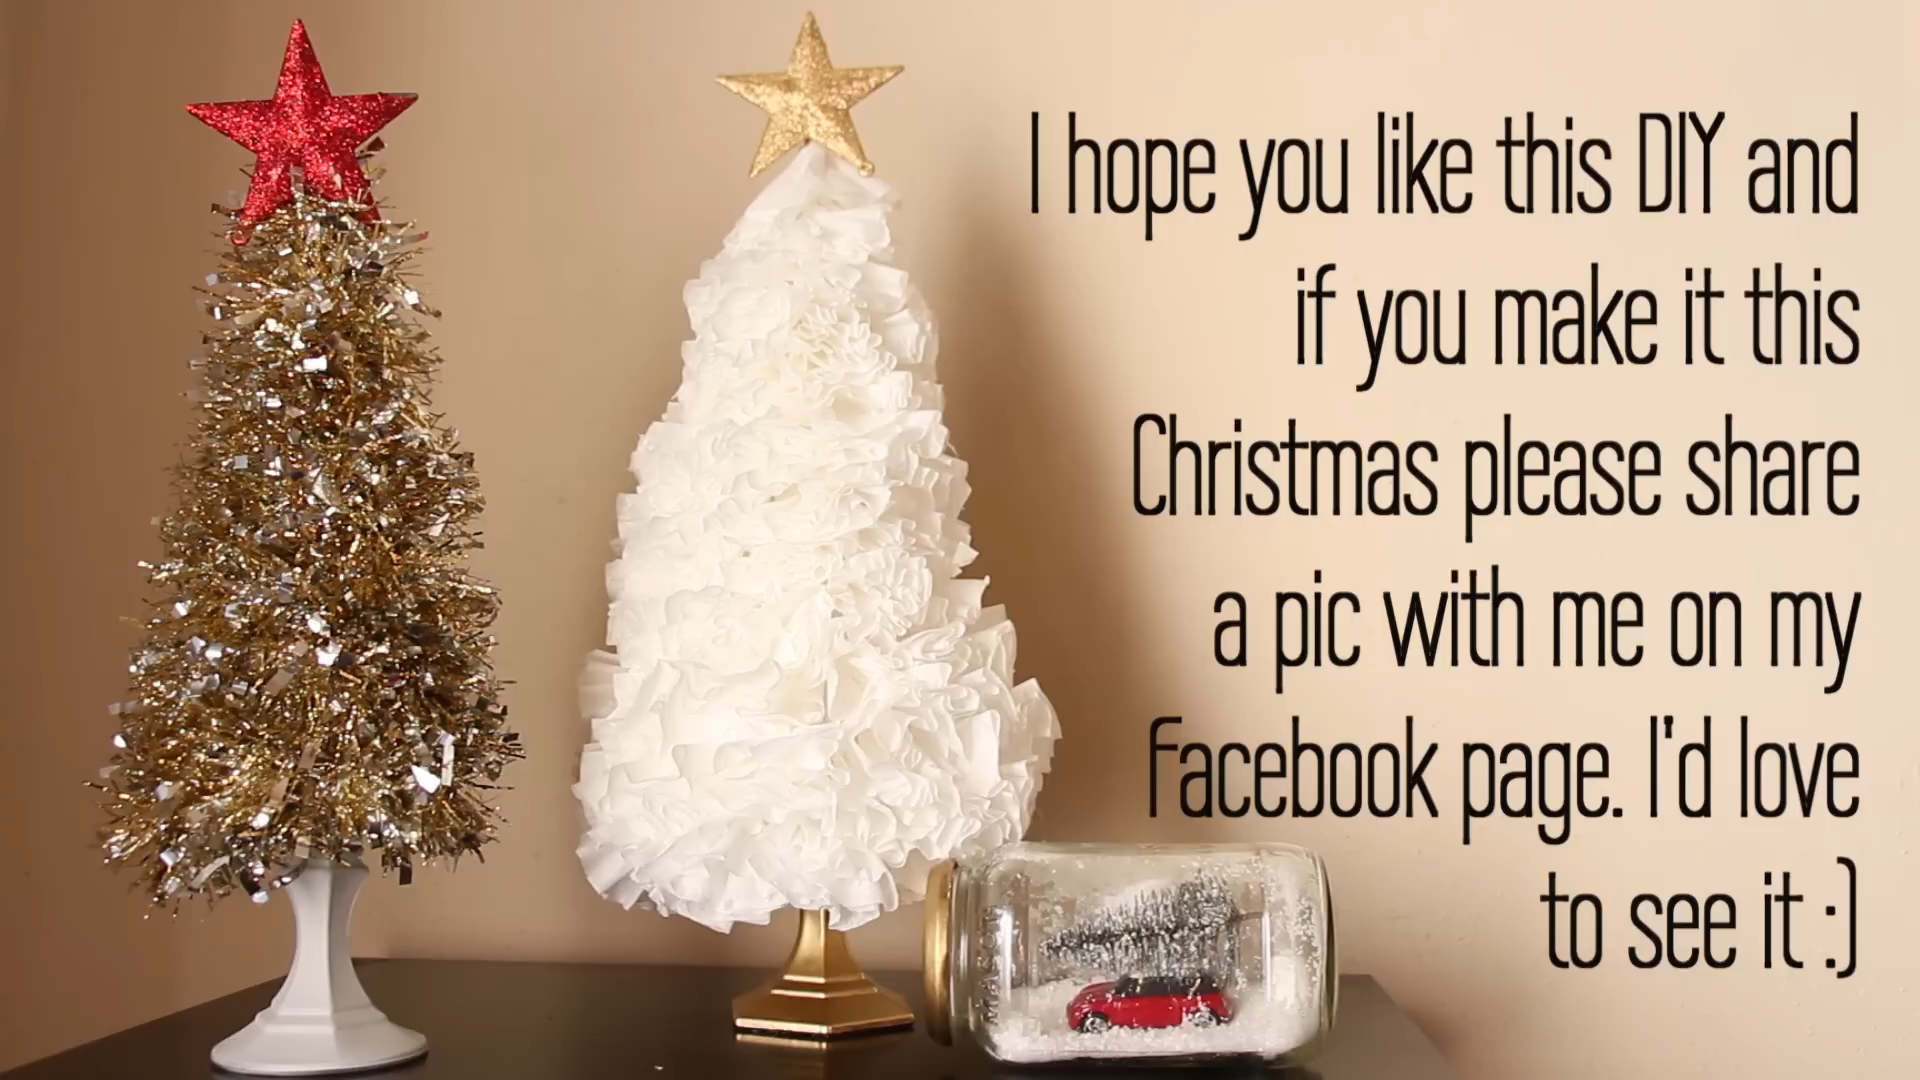 I hope you like this DIY and
if you make it this
Christmas please share
a pic with me on my
Facebook page. I'd love
to see it :)
MASON